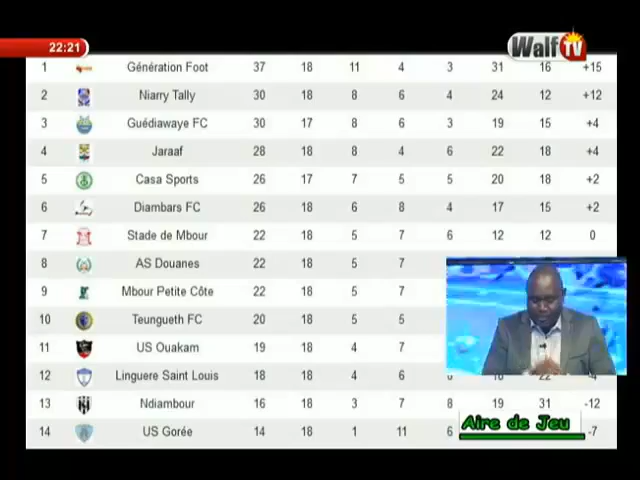 22:21
Walf TV
1 Génération Foot 37 18 11 4 3 31 16 +15
2 Niarry Tally 30 18 8 6 4 24 12 +12
3 Guédiawaye FC 30 17 8 6 3 19 15 +4
4 Jaraaf 28 18 8 4 6 22 18 +4
5 Casa Sports 26 17 7 5 5 20 18 +2
6 Diambars FC 26 18 6 8 4 17 15 +2
7 Stade de Mbour 22 18 5 7 6 12 12 0
8 AS Douanes 22 18 5 7
9 Mbour Petite Côte 22 18 5 7
10 Teungueth FC 20 18 5 5
11 US Ouakam 19 18 4 7
12 Linguere Saint Louis 18 18 4 6 18 22 -4
13 Ndiambour 16 18 3 7 8 19 31 -12
14 US Gorée 14 18 1 11 6 -7
Aire de Jeu